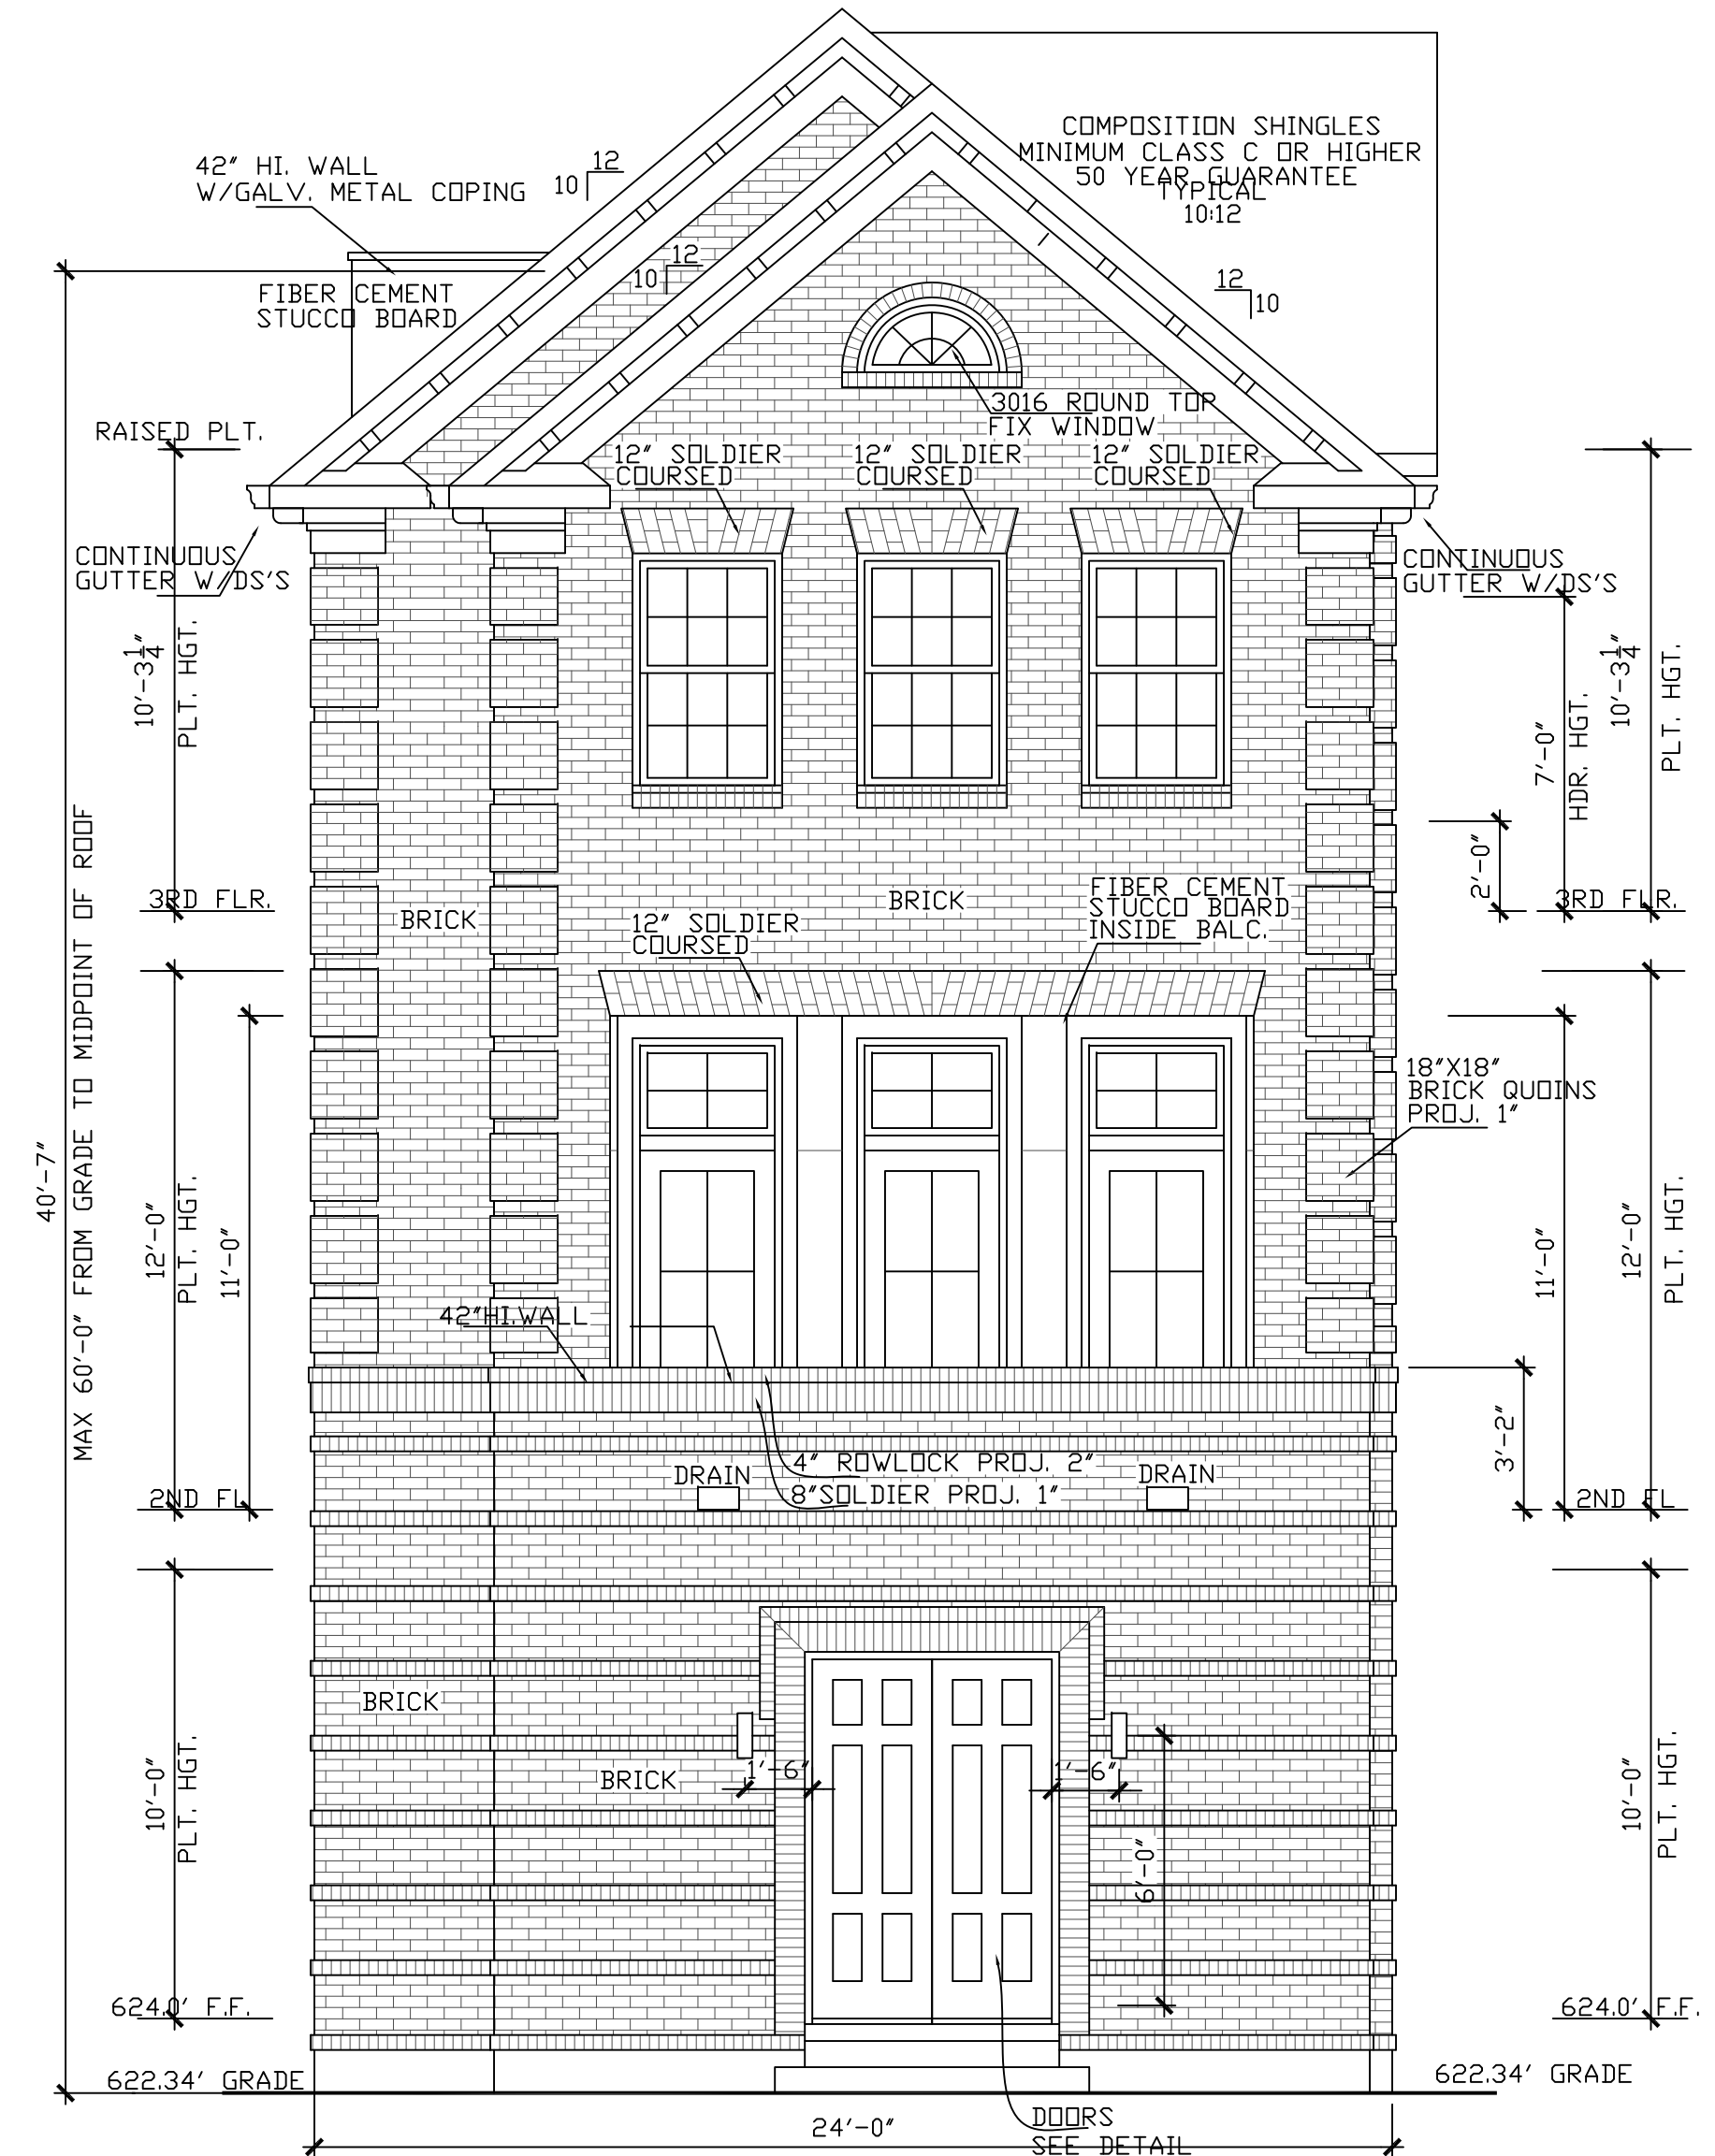 COMPOSITION SHINGLES
MINIMUM CLASS C OR HIGHER
50 YEAR GUARANTEE
TYPICAL
10:12
42" HI. WALL
W/GALV. METAL COPING
12
10
12
10
12
10
FIBER CEMENT
STUCCO BOARD
3016 ROUND TOP
FIX WINDOW
RAISED PLT.
12" SOLDIER
COURSED
12" SOLDIER
COURSED
12" SOLDIER
COURSED
CONTINUOUS
GUTTER W/DS'S
CONTINUOUS
GUTTER W/DS'S
10'-3 1/4"
PLT. HGT.
7'-0"
HDR. HGT.
10'-3 1/4"
PLT. HGT.
2'-0"
3RD FLR.
BRICK
12" SOLDIER
COURSED
BRICK
FIBER CEMENT
STUCCO BOARD
INSIDE BALC.
3RD FLR.
18"X18"
BRICK QUOINS
PROJ. 1"
40'-7"
MAX 60'-0" FROM GRADE TO MIDPOINT OF ROOF
12'-0"
PLT. HGT.
11'-0"
11'-0"
12'-0"
PLT. HGT.
42"HI.WALL
3'-2"
4" ROWLOCK PROJ. 2"
DRAIN
DRAIN
8"SOLDIER PROJ. 1"
2ND FL
2ND FL
BRICK
BRICK
1'-6"
1'-6"
10'-0"
PLT. HGT.
6'-0"
10'-0"
PLT. HGT.
624.0' F.F.
624.0' F.F.
622.34' GRADE
622.34' GRADE
24'-0"
DOORS
SEE DETAIL